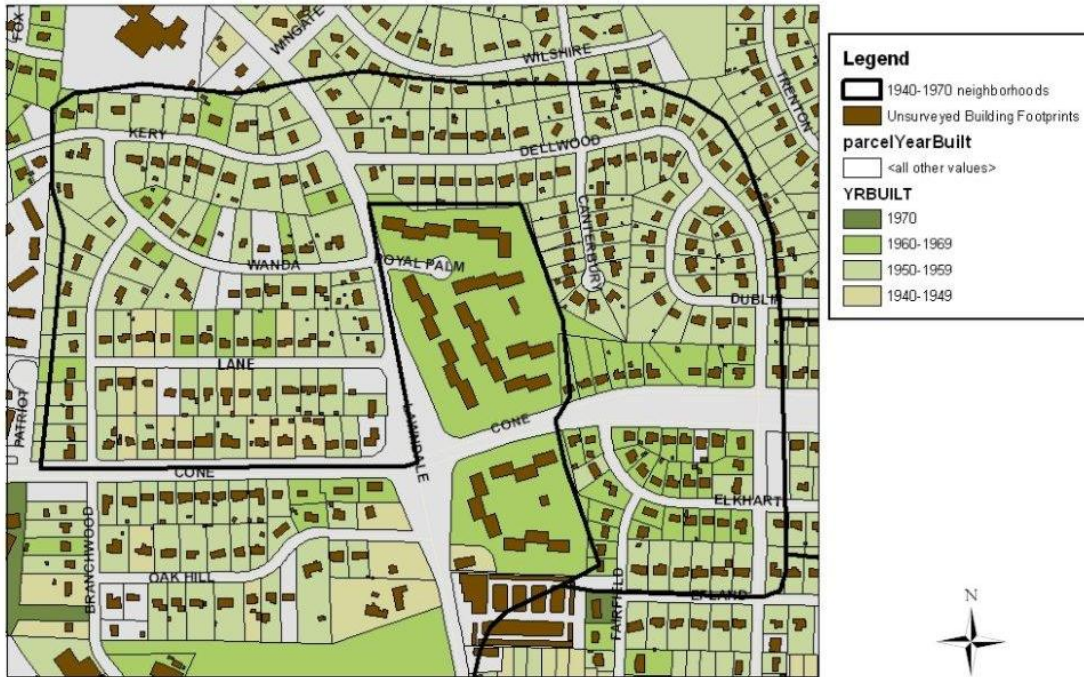 FOX
WINGATE
WILSHIRE
TRENTON
KERY
DELLWOOD
CANTERBURY
WANDA
ROYAL PALM
DUBLIN
LANE
PATRIOT
LAWNDALE
CONE
CONE
ELKHART
BRANCHWOOD
OAK HILL
FAIRFIELD
EFLAND
Legend
1940-1970 neighborhoods
Unsurveyed Building Footprints
parcelYearBuilt
<all other values>
YRBUILT
1970
1960-1969
1950-1959
1940-1949
N